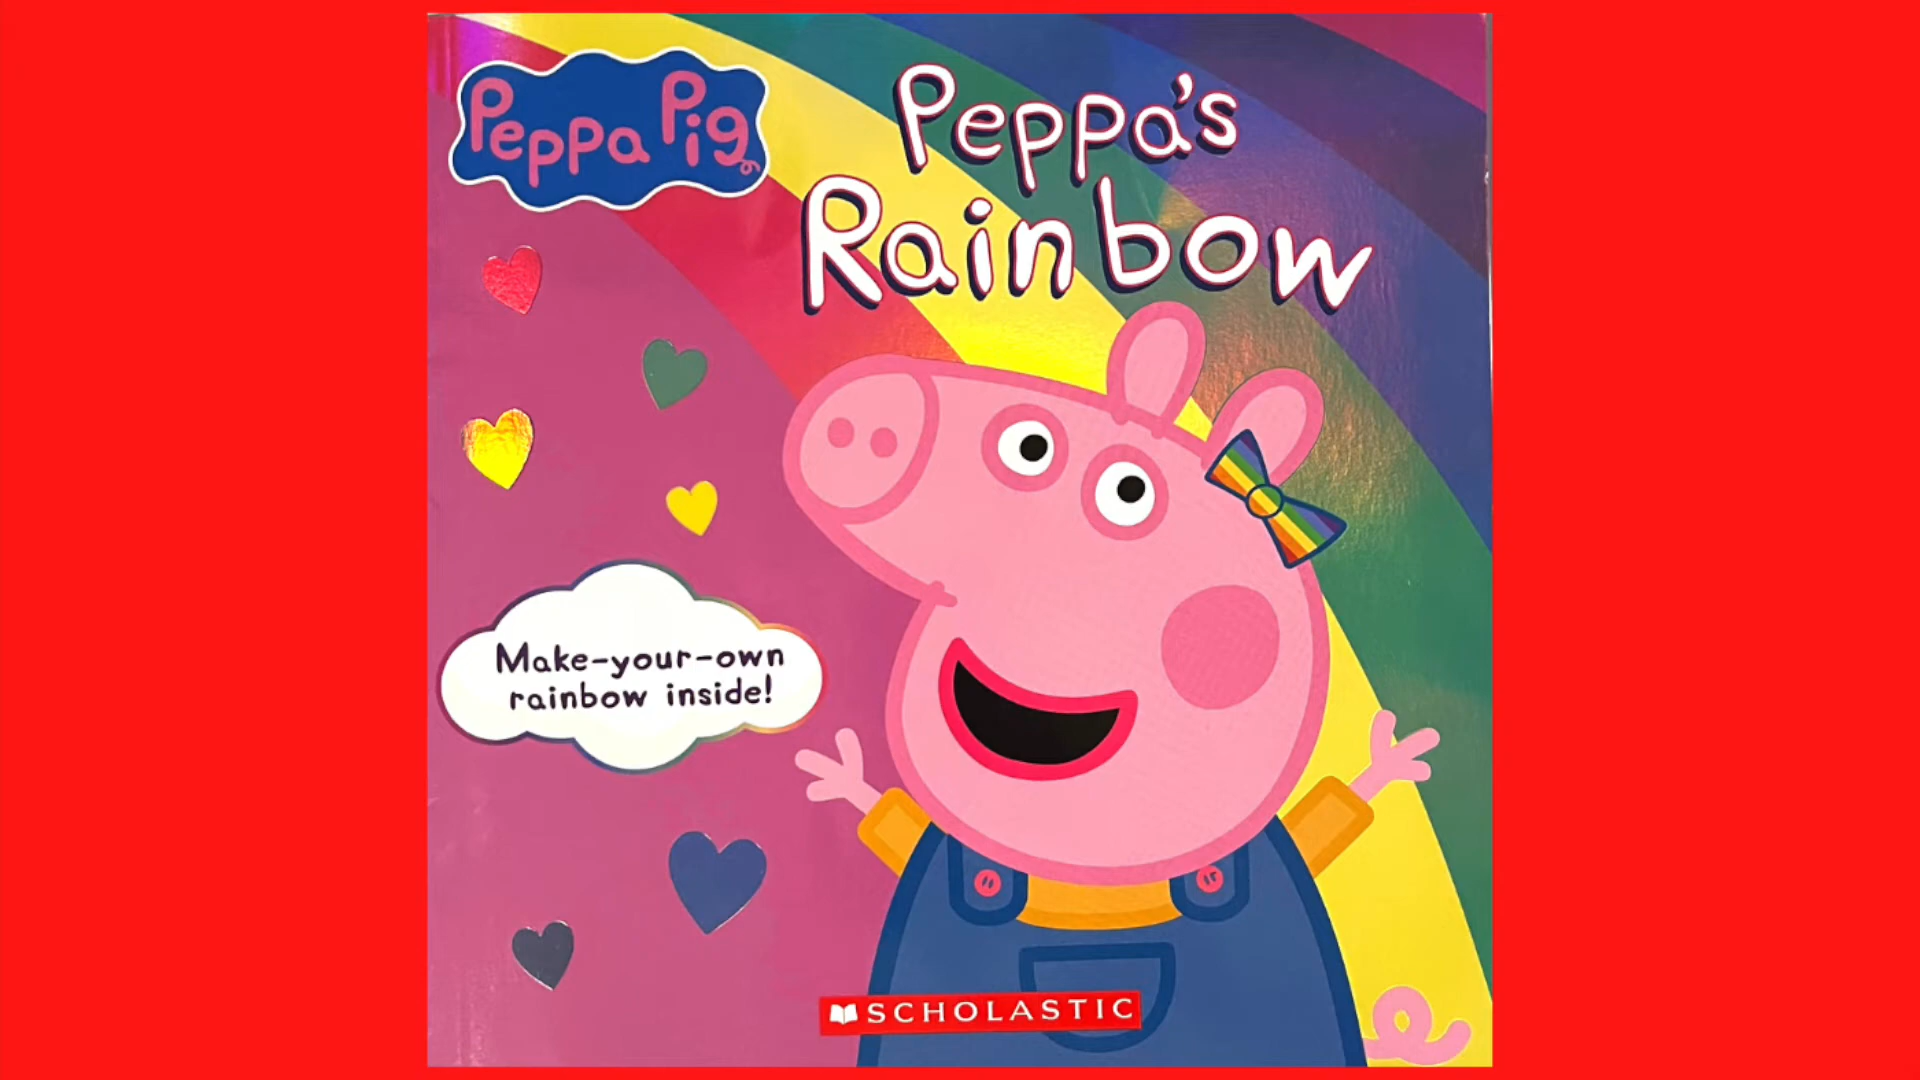 Peppa Pig
Peppa's
Rainbow
Make-your-own
rainbow inside!
SCHOLASTIC